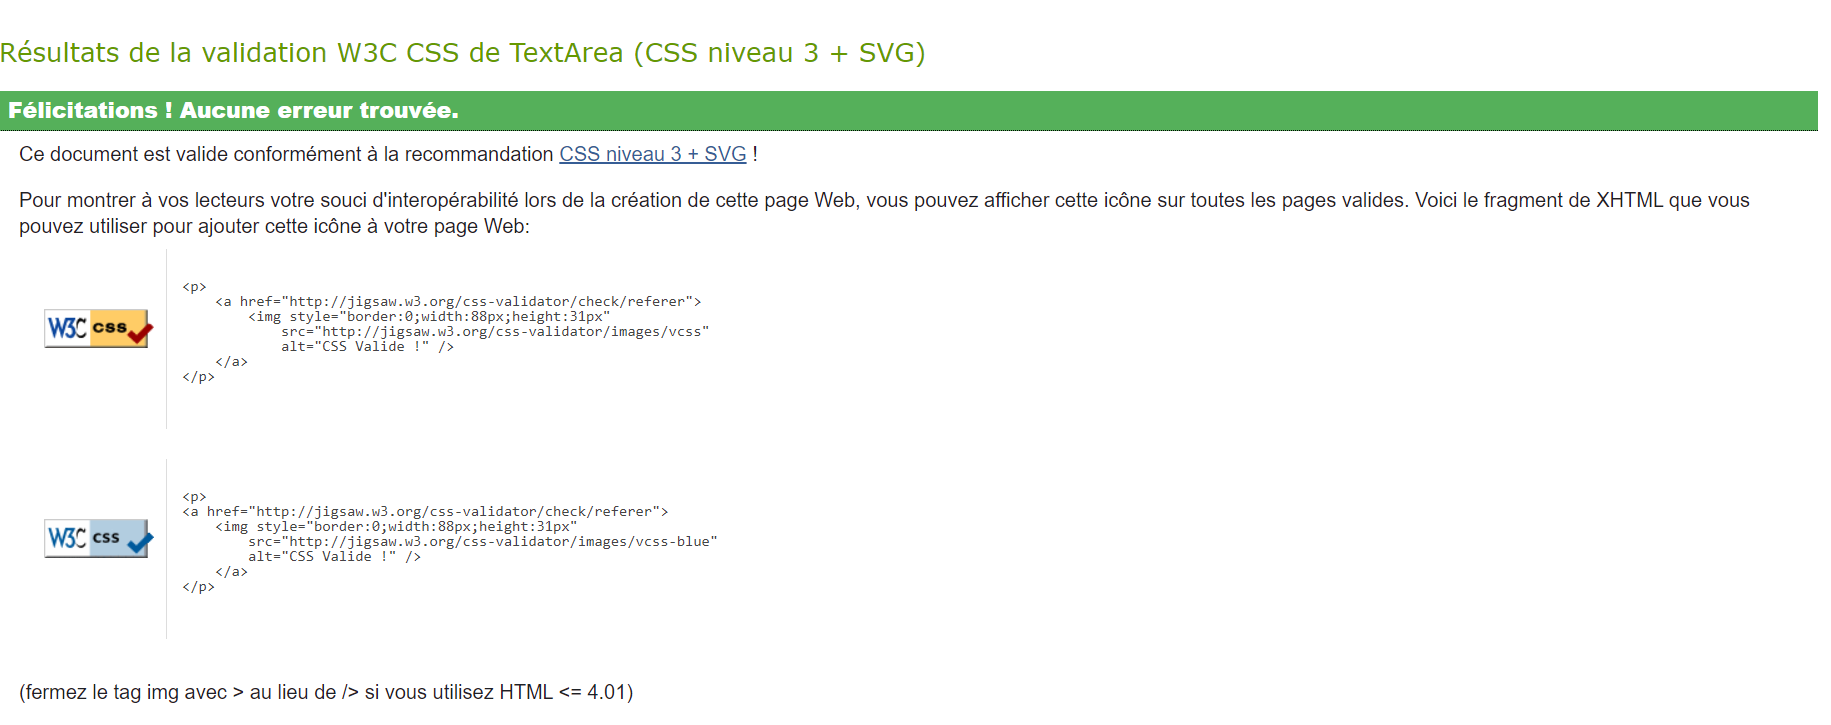 Résultats de la validation W3C CSS de TextArea (CSS niveau 3 + SVG)
Félicitations ! Aucune erreur trouvée.
Ce document est valide conformément à la recommandation CSS niveau 3 + SVG !
Pour montrer à vos lecteurs votre souci d'interopérabilité lors de la création de cette page Web, vous pouvez afficher cette icône sur toutes les pages valides. Voici le fragment de XHTML que vous
pouvez utiliser pour ajouter cette icône à votre page Web:
W3C css
<p>
<a href="http://jigsaw.w3.org/css-validator/check/referer">
<img style="border:0;width:88px;height:31px"
src="http://jigsaw.w3.org/css-validator/images/vcss"
alt="CSS Valide !" />
</a>
</p>
W3C css
<p>
<a href="http://jigsaw.w3.org/css-validator/check/referer">
<img style="border:0;width:88px;height:31px"
src="http://jigsaw.w3.org/css-validator/images/vcss-blue"
alt="CSS Valide !" />
</a>
</p>
(fermez le tag img avec > au lieu de /> si vous utilisez HTML <= 4.01)